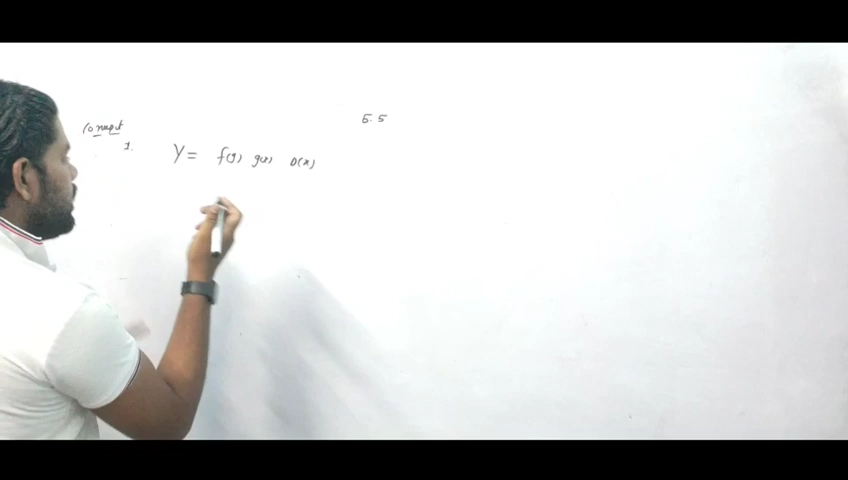 5.5
Concept
1. Y = f(y) g(x) O(x)